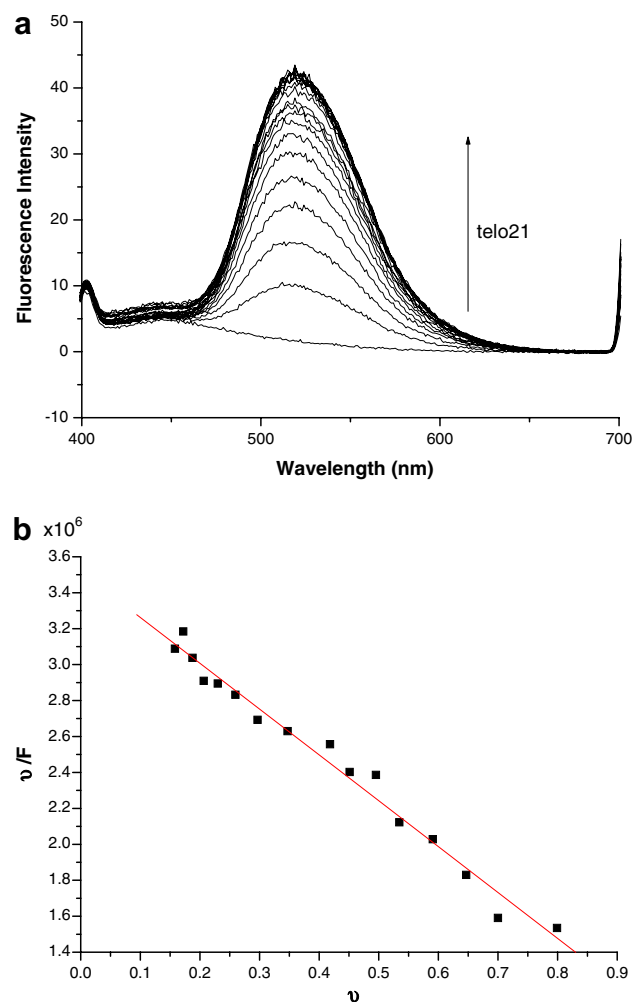 a
50
40
30
20
10
0
-10
Fluorescence Intensity
telo21
400 500 600 700
Wavelength (nm)
b
x10⁶
3.6
3.4
3.2
3.0
2.8
2.6
2.4
2.2
2.0
1.8
1.6
1.4
υ /F
0.0 0.1 0.2 0.3 0.4 0.5 0.6 0.7 0.8 0.9
υ